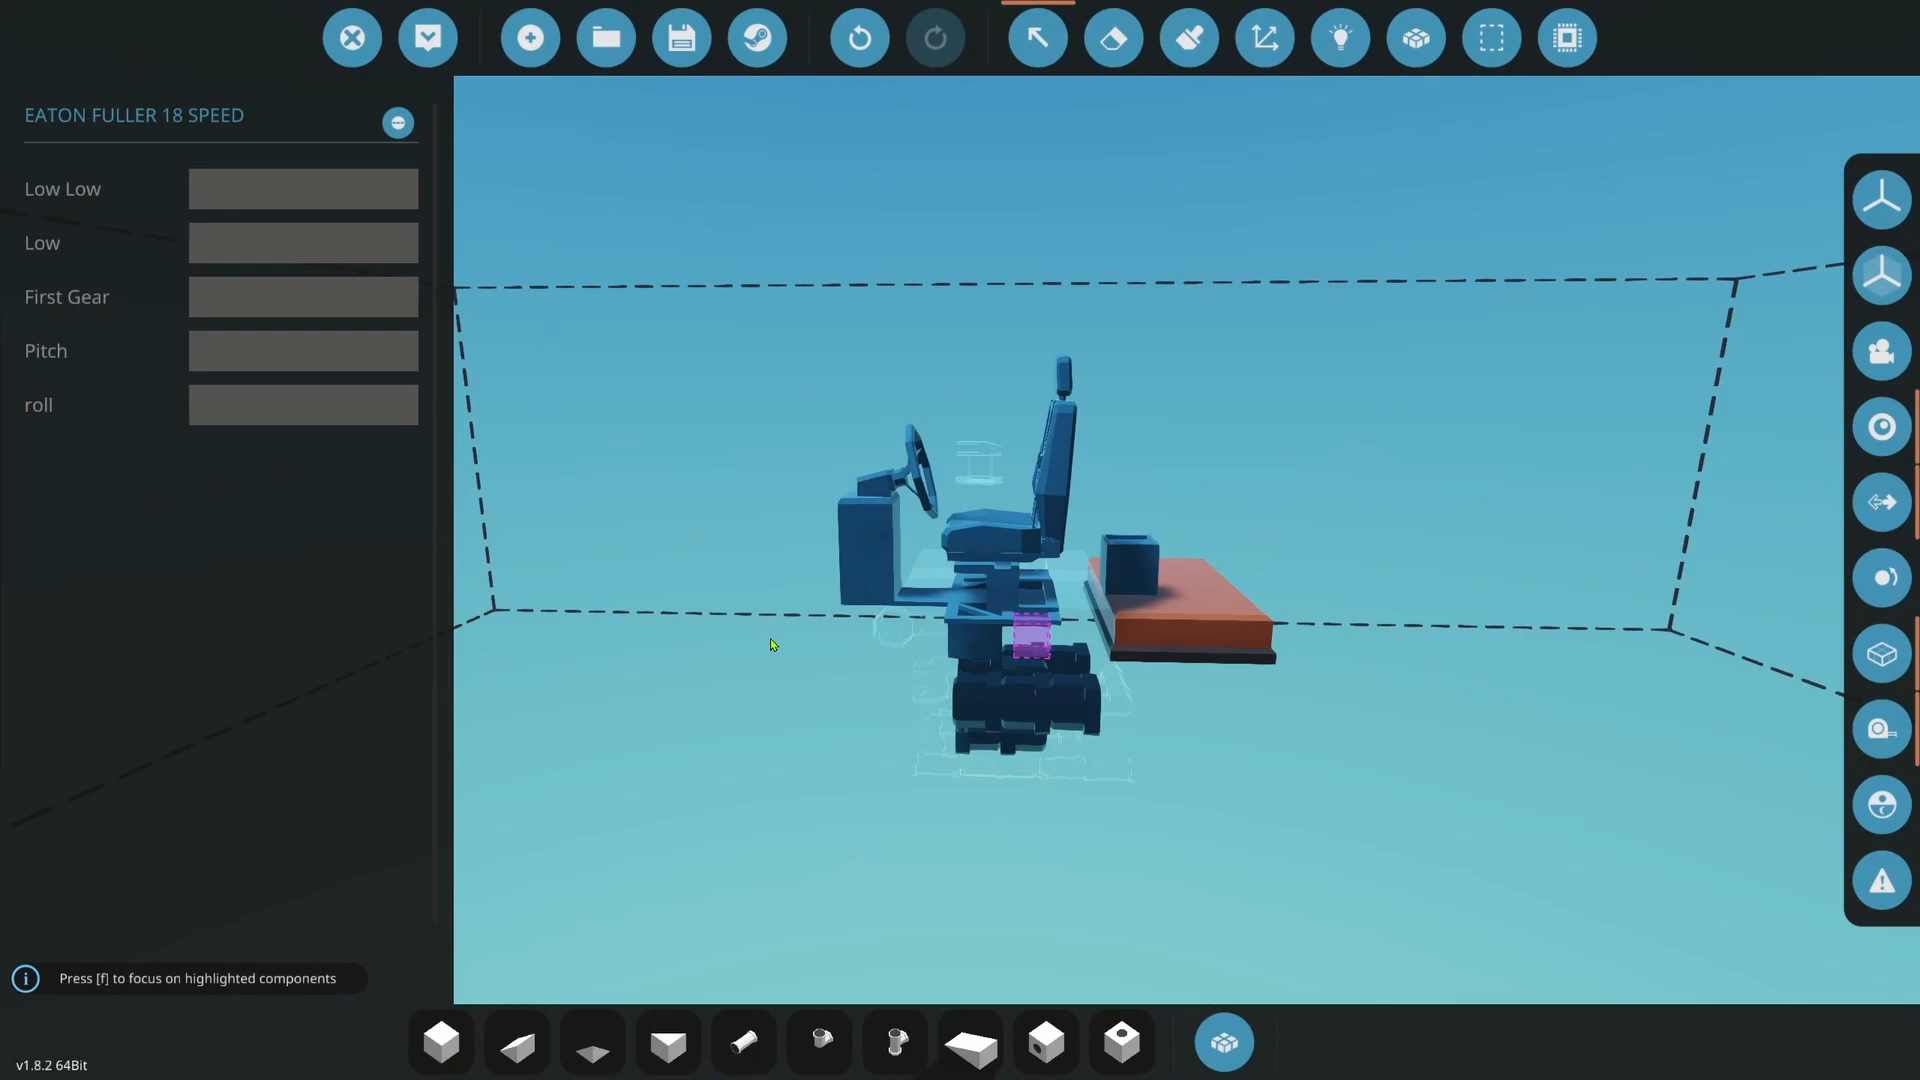 EATON FULLER 18 SPEED
Low Low
Low
First Gear
Pitch
roll
Press [f] to focus on highlighted components
v1.8.2 64Bit